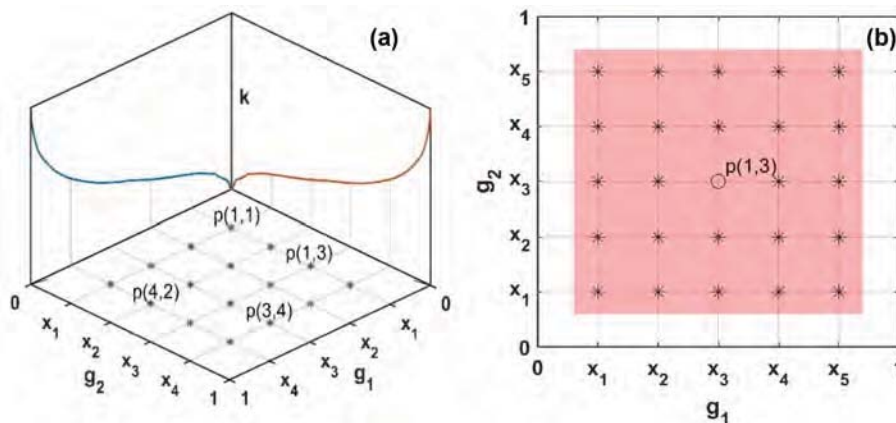 (a)
k
p(1,1)
p(1,3)
p(4,2)
p(3,4)
0
x1
x2
x3
x4
1
g2
0
x1
x2
x3
x4
1
g1
(b)
1
x5
x4
x3
x2
x1
0
g2
p(1,3)
0
x1
x2
x3
x4
x5
g1